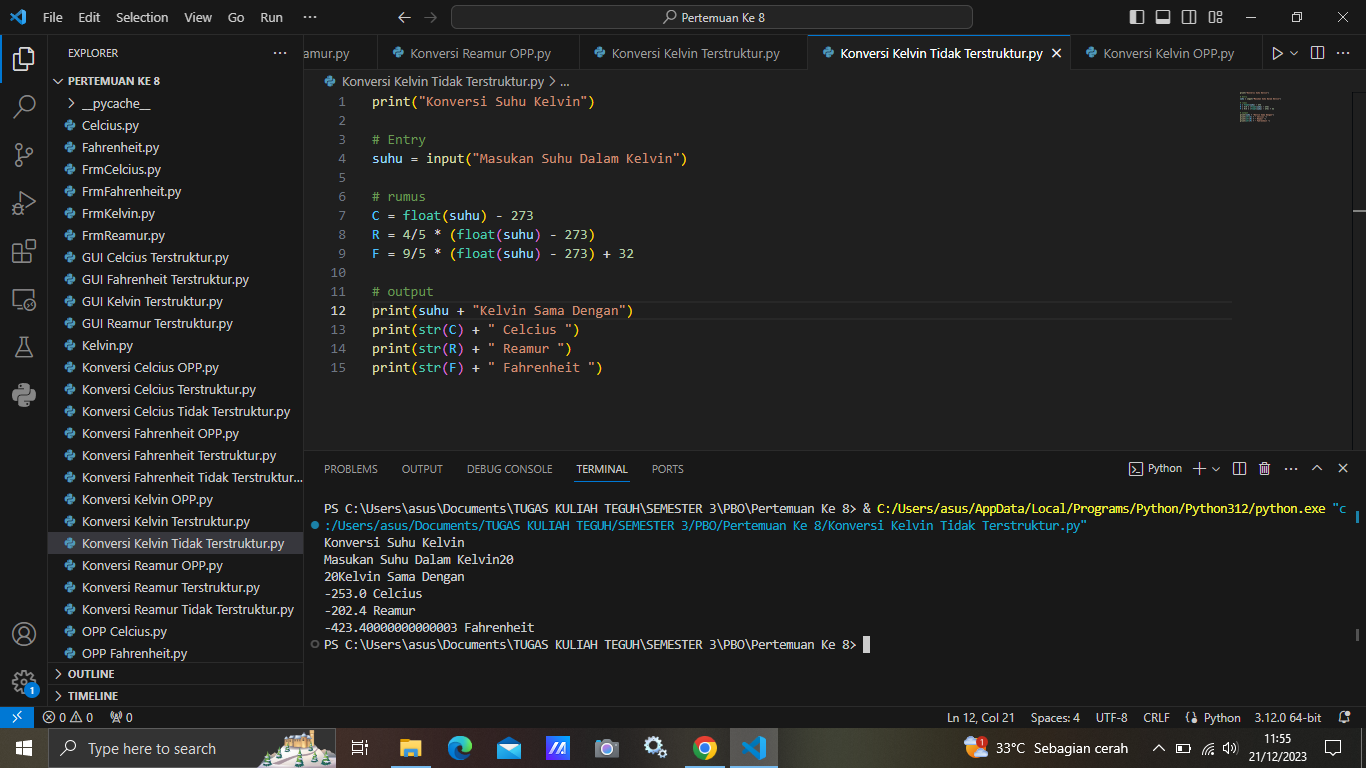 File Edit Selection View Go Run ···
Pertemuan Ke 8
EXPLORER
PERTEMUAN KE 8
__pycache__
Celcius.py
Fahrenheit.py
FrmCelcius.py
FrmFahrenheit.py
FrmKelvin.py
FrmReamur.py
GUI Celcius Terstruktur.py
GUI Fahrenheit Terstruktur.py
GUI Kelvin Terstruktur.py
GUI Reamur Terstruktur.py
Kelvin.py
Konversi Celcius OPP.py
Konversi Celcius Terstruktur.py
Konversi Celcius Tidak Terstruktur.py
Konversi Fahrenheit OPP.py
Konversi Fahrenheit Terstruktur.py
Konversi Fahrenheit Tidak Terstruktur...
Konversi Kelvin OPP.py
Konversi Kelvin Terstruktur.py
Konversi Kelvin Tidak Terstruktur.py
Konversi Reamur OPP.py
Konversi Reamur Terstruktur.py
Konversi Reamur Tidak Terstruktur.py
OPP Celcius.py
OPP Fahrenheit.py
OUTLINE
TIMELINE
amur.py Konversi Reamur OPP.py Konversi Kelvin Terstruktur.py Konversi Kelvin Tidak Terstruktur.py Konversi Kelvin OPP.py
Konversi Kelvin Tidak Terstruktur.py > ...
1 print("Konversi Suhu Kelvin")
2
3 # Entry
4 suhu = input("Masukan Suhu Dalam Kelvin")
5
6 # rumus
7 C = float(suhu) - 273
8 R = 4/5 * (float(suhu) - 273)
9 F = 9/5 * (float(suhu) - 273) + 32
10
11 # output
12 print(suhu + "Kelvin Sama Dengan")
13 print(str(C) + " Celcius ")
14 print(str(R) + " Reamur ")
15 print(str(F) + " Fahrenheit ")
PROBLEMS OUTPUT DEBUG CONSOLE TERMINAL PORTS
Python
PS C:\Users\asus\Documents\TUGAS KULIAH TEGUH\SEMESTER 3\PBO\Pertemuan Ke 8> & C:/Users/asus/AppData/Local/Programs/Python/Python312/python.exe "c
:/Users/asus/Documents/TUGAS KULIAH TEGUH/SEMESTER 3/PBO/Pertemuan Ke 8/Konversi Kelvin Tidak Terstruktur.py"
Konversi Suhu Kelvin
Masukan Suhu Dalam Kelvin20
20Kelvin Sama Dengan
-253.0 Celcius
-202.4 Reamur
-423.40000000000003 Fahrenheit
PS C:\Users\asus\Documents\TUGAS KULIAH TEGUH\SEMESTER 3\PBO\Pertemuan Ke 8>
1
0 0 0 Ln 12, Col 21 Spaces: 4 UTF-8 CRLF Python 3.12.0 64-bit
Type here to search
1 33°C Sebagian cerah
11:55
21/12/2023